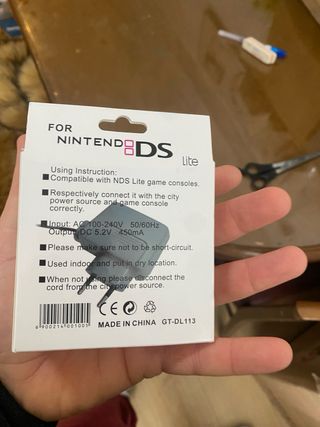 FOR
NINTENDO DS
Lite
Using Instruction:
■ Compatible with NDS Lite game consoles.
■ Respectively connect it with the city
power source and game console
correctly.
■ Input: AC 100-240V 50/60Hz
Output: DC 5.2V 450mA
■ Please make sure not to be short-circuit.
■ Used indoor and put in dry location.
■ When not using please disconnect the
cord from the city power source.
CE
MADE IN CHINA GT-DL113
6900214001005